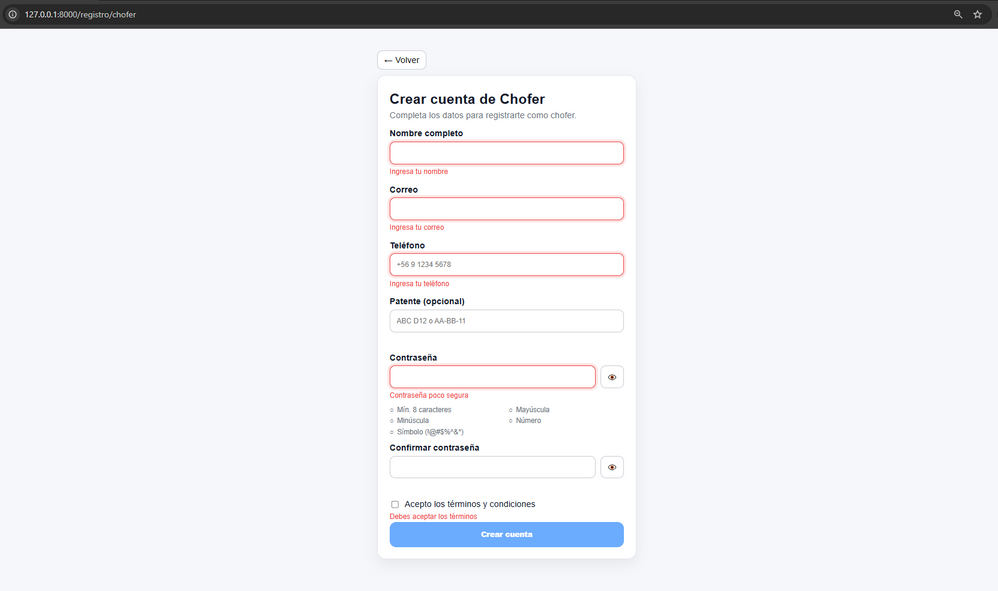 127.0.0.1:8000/registro/chofer
← Volver
Crear cuenta de Chofer
Completa los datos para registrarte como chofer.
Nombre completo
Ingresa tu nombre
Correo
Ingresa tu correo
Teléfono
+56 9 1234 5678
Ingresa tu teléfono
Patente (opcional)
ABC D12 o AA-BB-11
Contraseña
Contraseña poco segura
○ Mín. 8 caracteres ○ Mayúscula
○ Minúscula ○ Número
○ Símbolo (!@#$%^&*)
Confirmar contraseña
Acepto los términos y condiciones
Debes aceptar los términos
Crear cuenta